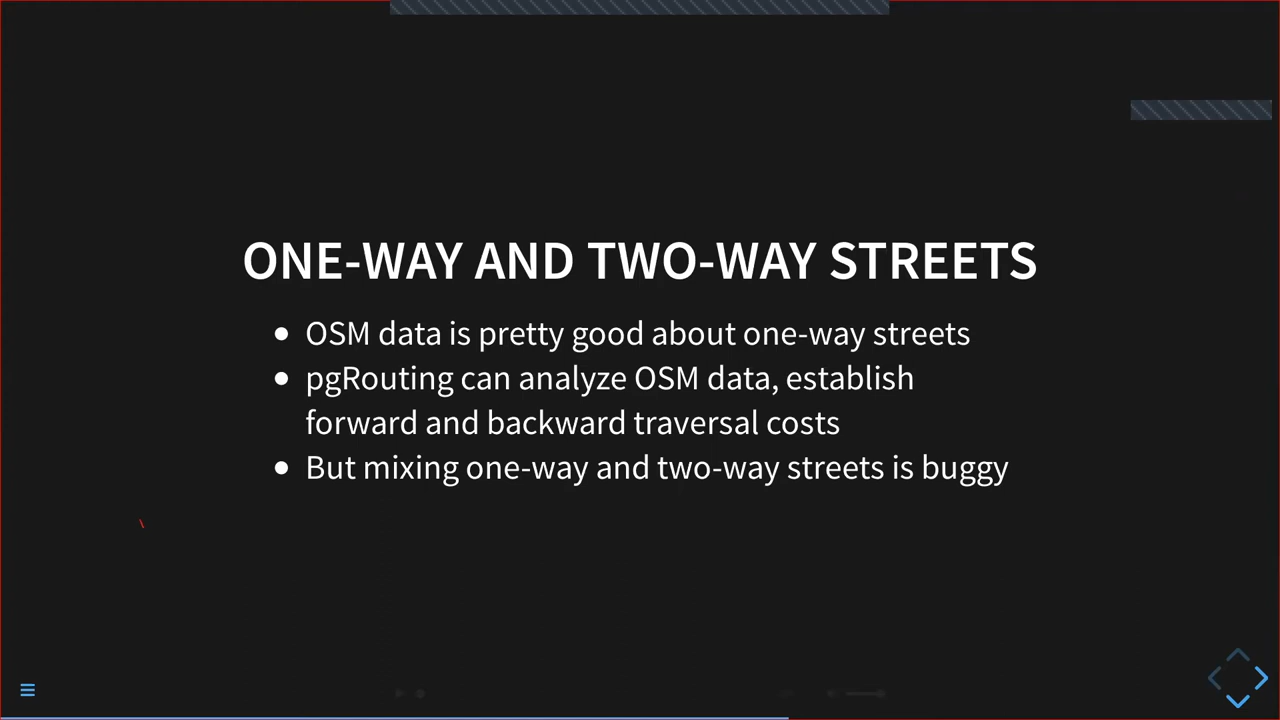 ONE-WAY AND TWO-WAY STREETS
• OSM data is pretty good about one-way streets
• pgRouting can analyze OSM data, establish
forward and backward traversal costs
• But mixing one-way and two-way streets is buggy